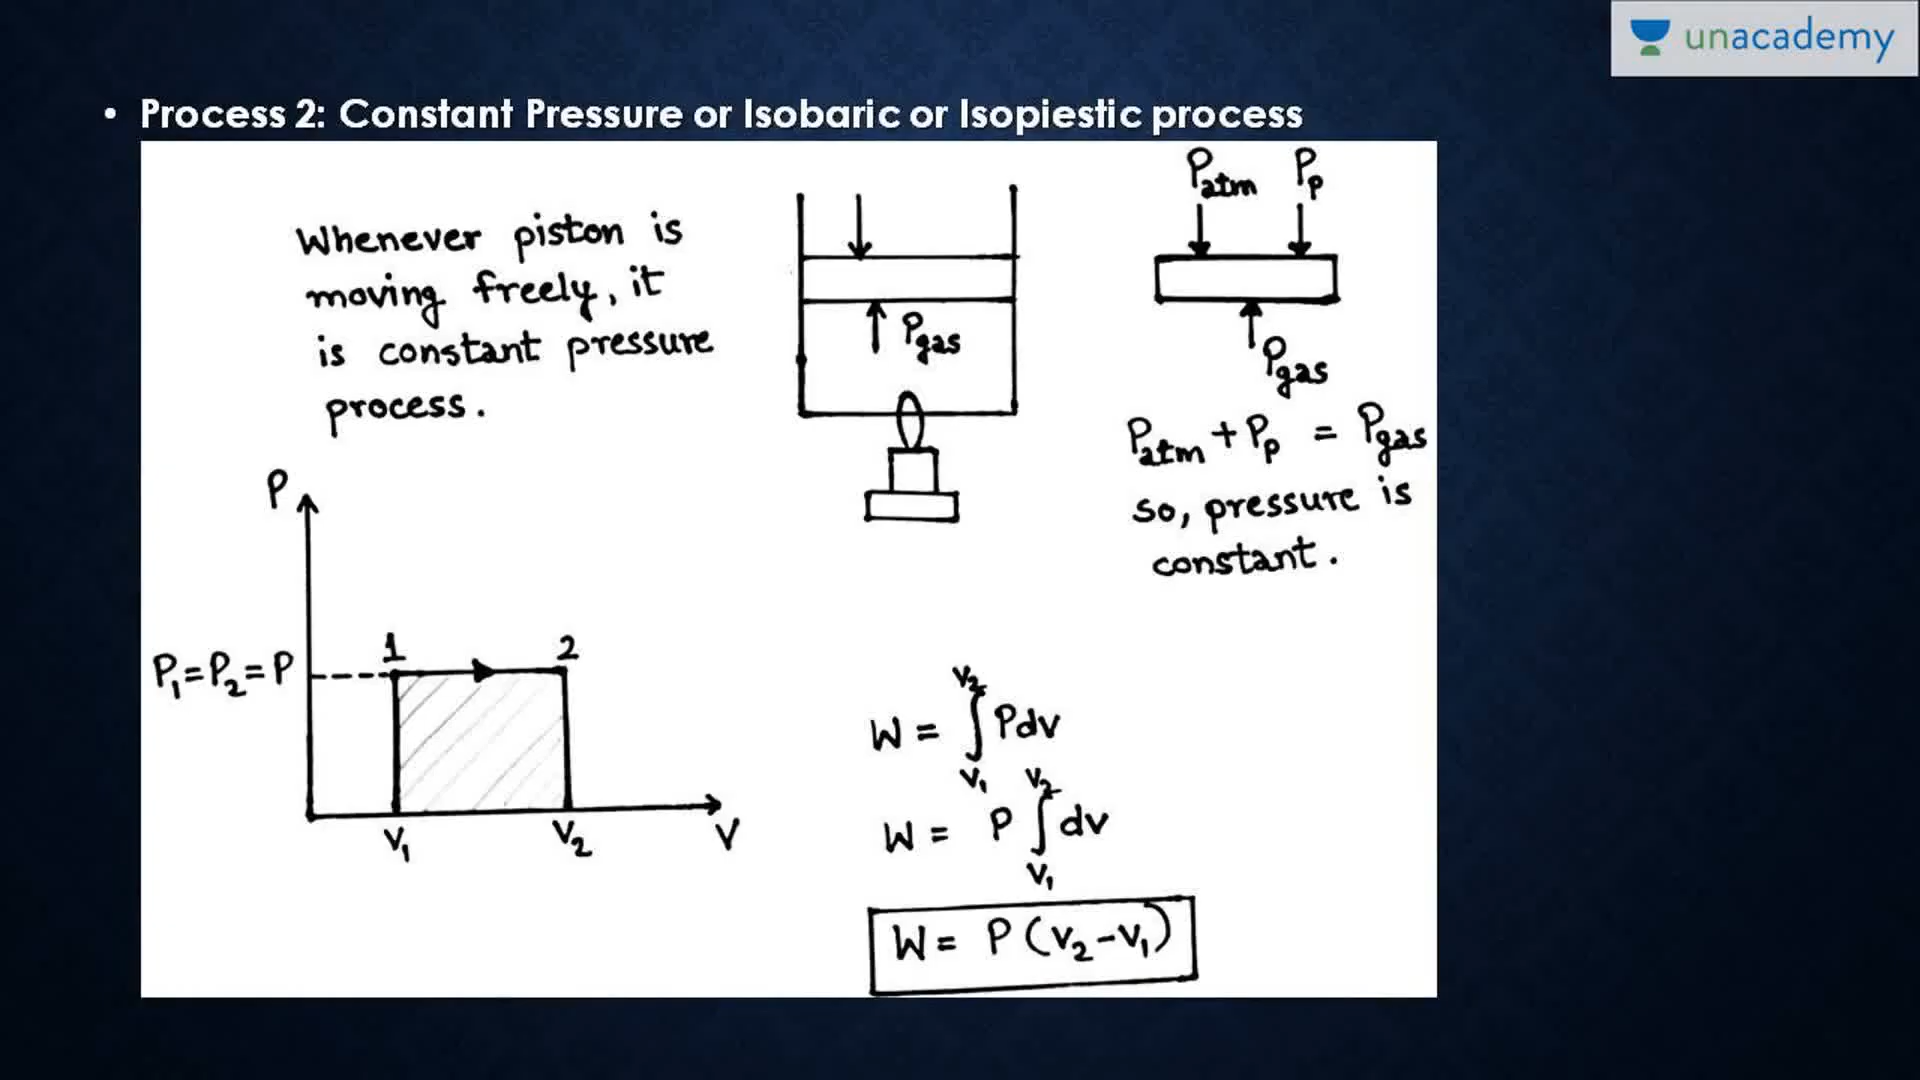 unacademy
• Process 2: Constant Pressure or Isobaric or Isopiestic process
Whenever piston is
moving freely, it
is constant pressure
process.
Pgas
Patm Pp
Pgas
Patm + Pp = Pgas
so, pressure is
constant.
P
P₁=P₂=P
1 2
V₁ V₂ V
W = ∫ Pdv
V₂
V₁
W = P ∫ dv
V₂
V₁
W = P (V₂-V₁)